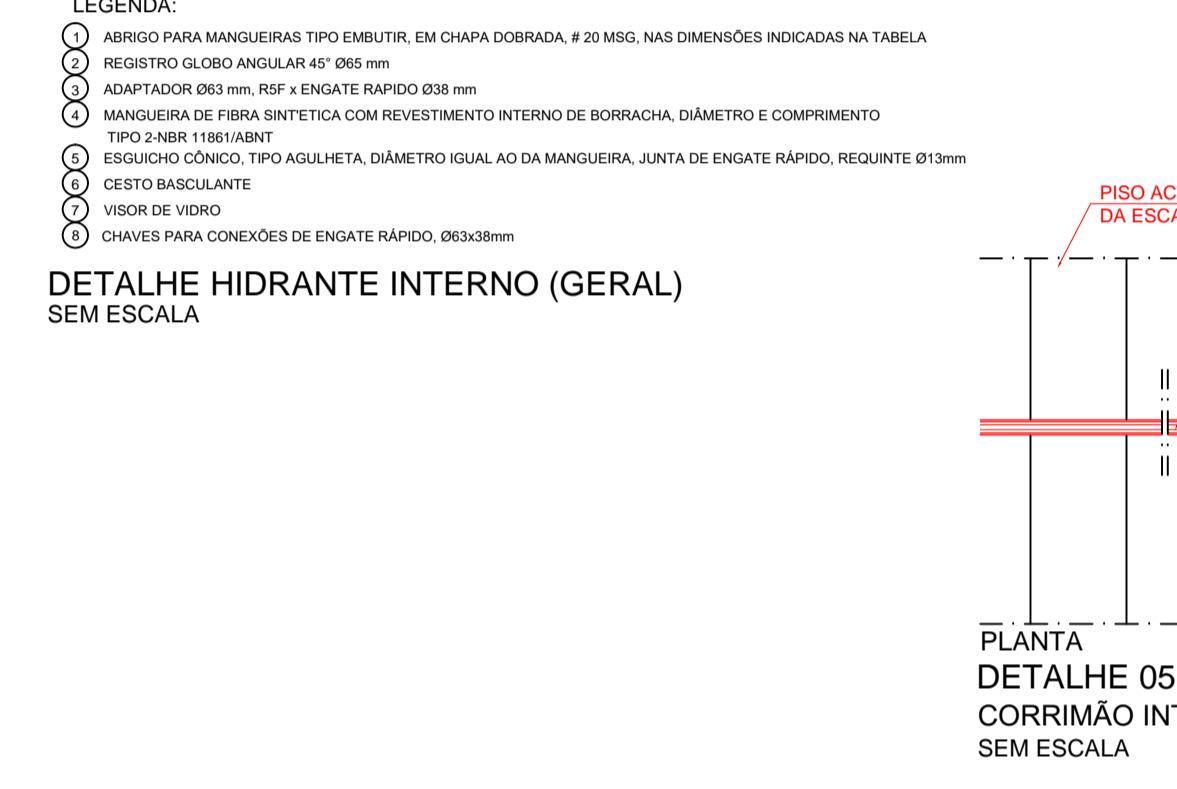 LEGENDA:
1 ABRIGO PARA MANGUEIRAS TIPO EMBUTIR, EM CHAPA DOBRADA, # 20 MSG, NAS DIMENSÕES INDICADAS NA TABELA
2 REGISTRO GLOBO ANGULAR 45° Ø65 mm
3 ADAPTADOR Ø63 mm, R5F x ENGATE RAPIDO Ø38 mm
4 MANGUEIRA DE FIBRA SINT'ETICA COM REVESTIMENTO INTERNO DE BORRACHA, DIÂMETRO E COMPRIMENTO
TIPO 2-NBR 11861/ABNT
5 ESGUICHO CÔNICO, TIPO AGULHETA, DIÂMETRO IGUAL AO DA MANGUEIRA, JUNTA DE ENGATE RÁPIDO, REQUINTE Ø13mm
6 CESTO BASCULANTE
7 VISOR DE VIDRO
8 CHAVES PARA CONEXÕES DE ENGATE RÁPIDO, Ø63x38mm
DETALHE HIDRANTE INTERNO (GERAL)
SEM ESCALA
PISO AC
DA ESCA
PLANTA
DETALHE 05
CORRIMÃO INT
SEM ESCALA